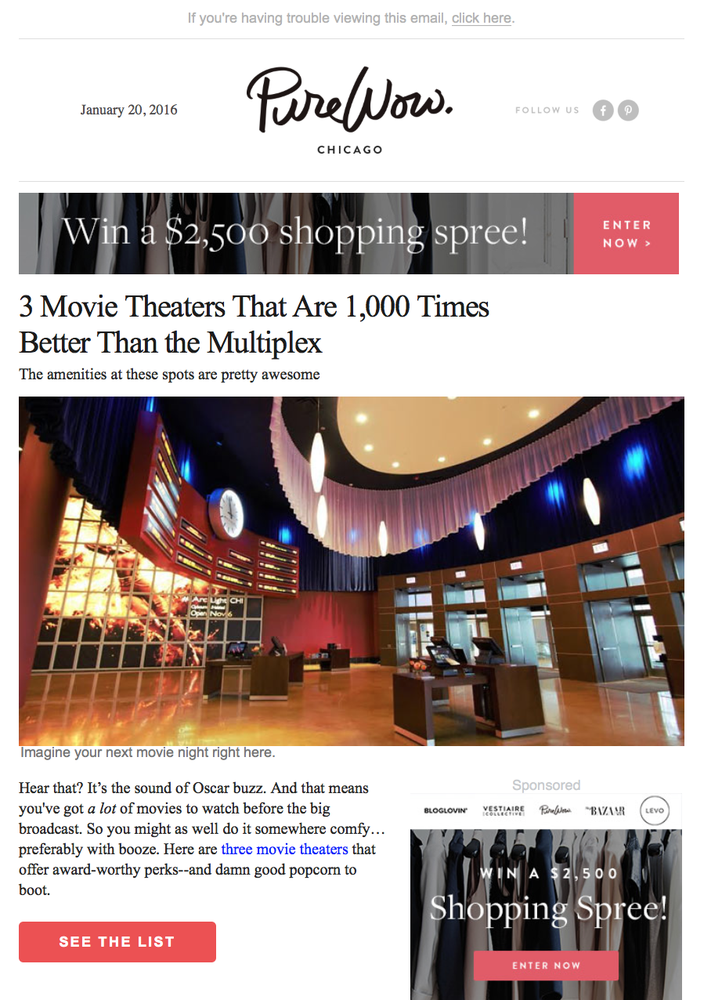 If you're having trouble viewing this email, click here.
January 20, 2016
PureWow.
CHICAGO
FOLLOW US
Win a $2,500 shopping spree!
ENTER
NOW >
3 Movie Theaters That Are 1,000 Times
Better Than the Multiplex
The amenities at these spots are pretty awesome
# ArcLight CHI
Open Nov 6
Imagine your next movie night right here.
Hear that? It’s the sound of Oscar buzz. And that means
you've got a lot of movies to watch before the big
broadcast. So you might as well do it somewhere comfy…
preferably with booze. Here are three movie theaters that
offer award-worthy perks--and damn good popcorn to
boot.
SEE THE LIST
Sponsored
BLOGLOVIN'
VESTIAIRE
[COLLECTIVE]
PureWow.
BAZAAR
LEVO
WIN A $2,500
Shopping Spree!
ENTER NOW